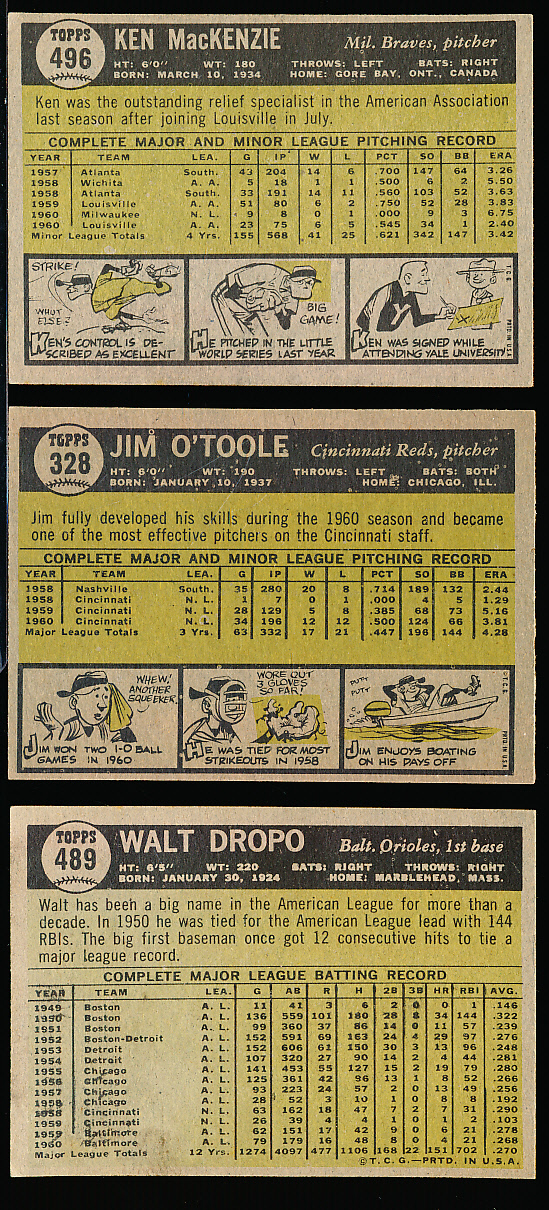 TOPPS
496
KEN MacKENZIE Mil. Braves, pitcher
HT: 6'0" WT: 180 THROWS: LEFT BATS: RIGHT
BORN: MARCH 10, 1934 HOME: GORE BAY, ONT., CANADA
Ken was the outstanding relief specialist in the American Association
last season after joining Louisville in July.
COMPLETE MAJOR AND MINOR LEAGUE PITCHING RECORD
YEAR TEAM LEA. G IP W L PCT SO BB ERA
1957 Atlanta South. 43 204 14 6 .700 147 64 3.26
1958 Wichita A. A. 5 18 1 1 .500 6 2 5.50
1958 Atlanta South. 33 191 14 11 .560 103 52 3.63
1959 Louisville A. A. 51 80 6 2 .750 52 28 3.83
1960 Milwaukee N. L. 9 8 0 1 .000 9 3 6.75
1960 Louisville A. A. 23 75 6 5 .545 34 1 2.40
Minor League Totals 4 Yrs. 155 568 41 25 .621 342 147 3.42
STRIKE!
WHUT ELSE?
KEN'S CONTROL IS DE-
SCRIBED AS EXCELLENT
BIG GAME!
HE PITCHED IN THE LITTLE
WORLD SERIES LAST YEAR
KEN WAS SIGNED WHILE
ATTENDING YALE UNIVERSITY
© T.C.G. PRTD. IN U.S.A.
TOPPS
328
JIM O'TOOLE Cincinnati Reds, pitcher
HT: 6'0" WT: 190 THROWS: LEFT BATS: BOTH
BORN: JANUARY 10, 1937 HOME: CHICAGO, ILL.
Jim fully developed his skills during the 1960 season and became
one of the most effective pitchers on the Cincinnati staff.
COMPLETE MAJOR AND MINOR LEAGUE PITCHING RECORD
YEAR TEAM LEA. G IP W L PCT SO BB ERA
1958 Nashville South. 35 280 20 8 .714 189 132 2.44
1958 Cincinnati N. L. 1 7 0 1 .000 4 5 1.29
1959 Cincinnati N. L. 28 129 5 8 .385 68 73 5.16
1960 Cincinnati N. L. 34 196 12 12 .500 124 66 3.81
Major League Totals 3 Yrs. 63 332 17 21 .447 196 144 4.28
WHEW!
ANOTHER
SQUEEKER.
JIM WON TWO 1-0 BALL
GAMES IN 1960
WORE OUT
3 GLOVES
SO FAR!
HE WAS TIED FOR MOST
STRIKEOUTS IN 1958
PUTT
PUTT
JIM ENJOYS BOATING
ON HIS DAYS OFF
© T.C.G. PRTD. IN U.S.A.
TOPPS
489
WALT DROPO Balt. Orioles, 1st base
HT: 6'5" WT: 220 BATS: RIGHT THROWS: RIGHT
BORN: JANUARY 30, 1924 HOME: MARBLEHEAD, MASS.
Walt has been a big name in the American League for more than a
decade. In 1950 he was tied for the American League lead with 144
RBIs. The big first baseman once got 12 consecutive hits to tie a
major league record.
COMPLETE MAJOR LEAGUE BATTING RECORD
YEAR TEAM LEA. G AB R H 2B 3B HR RBI AVG.
1949 Boston A. L. 11 41 3 6 2 0 0 1 .146
1950 Boston A. L. 136 559 101 180 28 8 34 144 .322
1951 Boston A. L. 99 360 37 86 14 0 11 57 .239
1952 Boston-Detroit A. L. 152 591 69 163 24 4 29 97 .276
1953 Detroit A. L. 152 606 61 150 30 3 13 96 .248
1954 Detroit A. L. 107 320 27 90 14 2 4 44 .281
1955 Chicago A. L. 141 453 55 127 15 2 19 79 .280
1956 Chicago A. L. 125 361 42 96 13 1 8 52 .266
1957 Chicago A. L. 93 223 24 57 2 0 13 49 .256
1958 Chicago A. L. 28 52 3 10 1 0 2 8 .192
1958 Cincinnati N. L. 63 162 18 47 7 2 7 31 .290
1959 Cincinnati N. L. 26 39 4 4 1 0 1 2 .103
1959 Baltimore A. L. 62 151 17 42 9 0 6 21 .278
1960 Baltimore A. L. 79 179 16 48 8 0 4 21 .268
Major League Totals 12 Yrs. 1274 4097 477 1106 168 22 151 702 .270
© T.C.G.—PRTD. IN U.S.A.